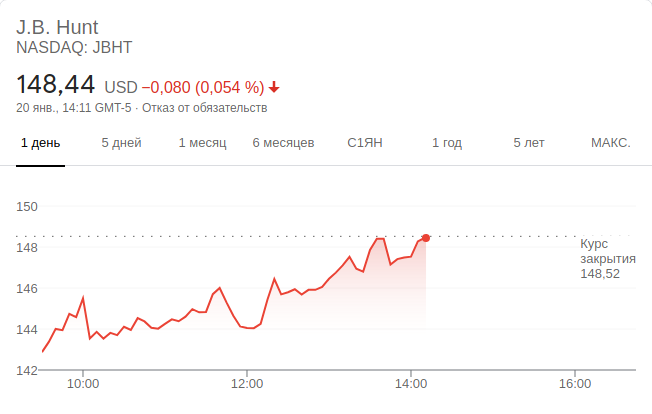 J.B. Hunt
NASDAQ: JBHT
148,44 USD −0,080 (0,054 %)
20 янв., 14:11 GMT-5 · Отказ от обязательств
1 день 5 дней 1 месяц 6 месяцев С1ЯН 1 год 5 лет МАКС.
150
148
146
144
142
Курс
закрытия
148,52
10:00 12:00 14:00 16:00